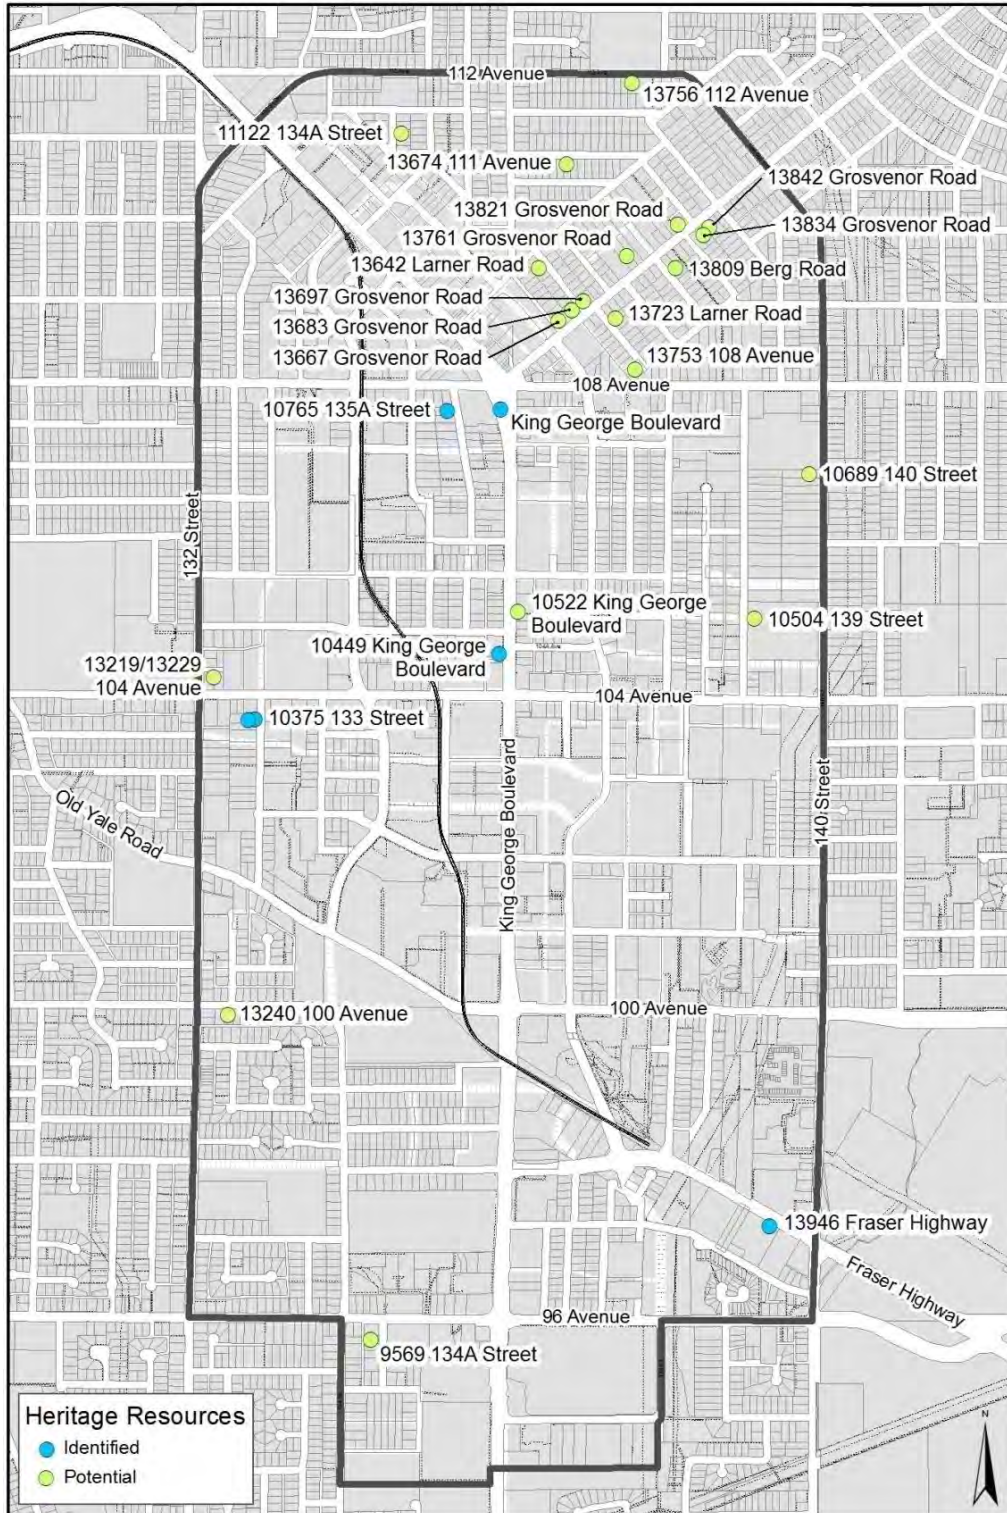 112 Avenue
13756 112 Avenue
11122 134A Street
13674 111 Avenue
13842 Grosvenor Road
13821 Grosvenor Road
13834 Grosvenor Road
13761 Grosvenor Road
13642 Larner Road
13809 Berg Road
13697 Grosvenor Road
13683 Grosvenor Road
13723 Larner Road
13667 Grosvenor Road
13753 108 Avenue
108 Avenue
10765 135A Street
King George Boulevard
10689 140 Street
132 Street
10522 King George
Boulevard
10504 139 Street
10449 King George
Boulevard
13219/13229
104 Avenue
104 Avenue
10375 133 Street
Old Yale Road
King George Boulevard
140 Street
13240 100 Avenue
100 Avenue
13946 Fraser Highway
Fraser Highway
96 Avenue
9569 134A Street
Heritage Resources
Identified
Potential
N